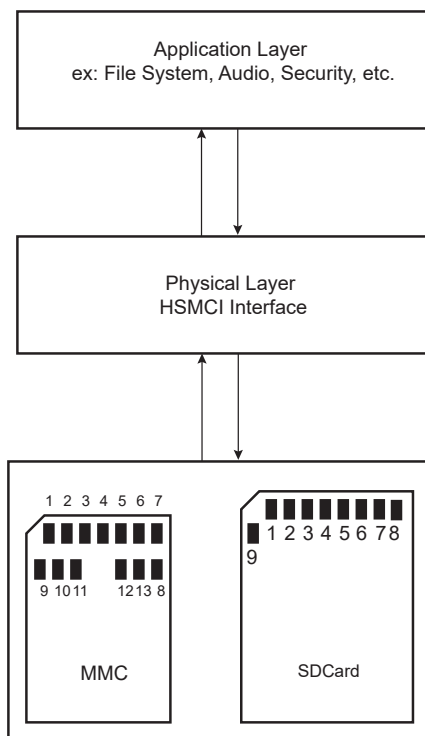 Application Layer
ex: File System, Audio, Security, etc.
Physical Layer
HSMCI Interface
1 2 3 4 5 6 7
9 10 11 12 13 8
MMC
1 2 3 4 5 6 7 8
9
SDCard